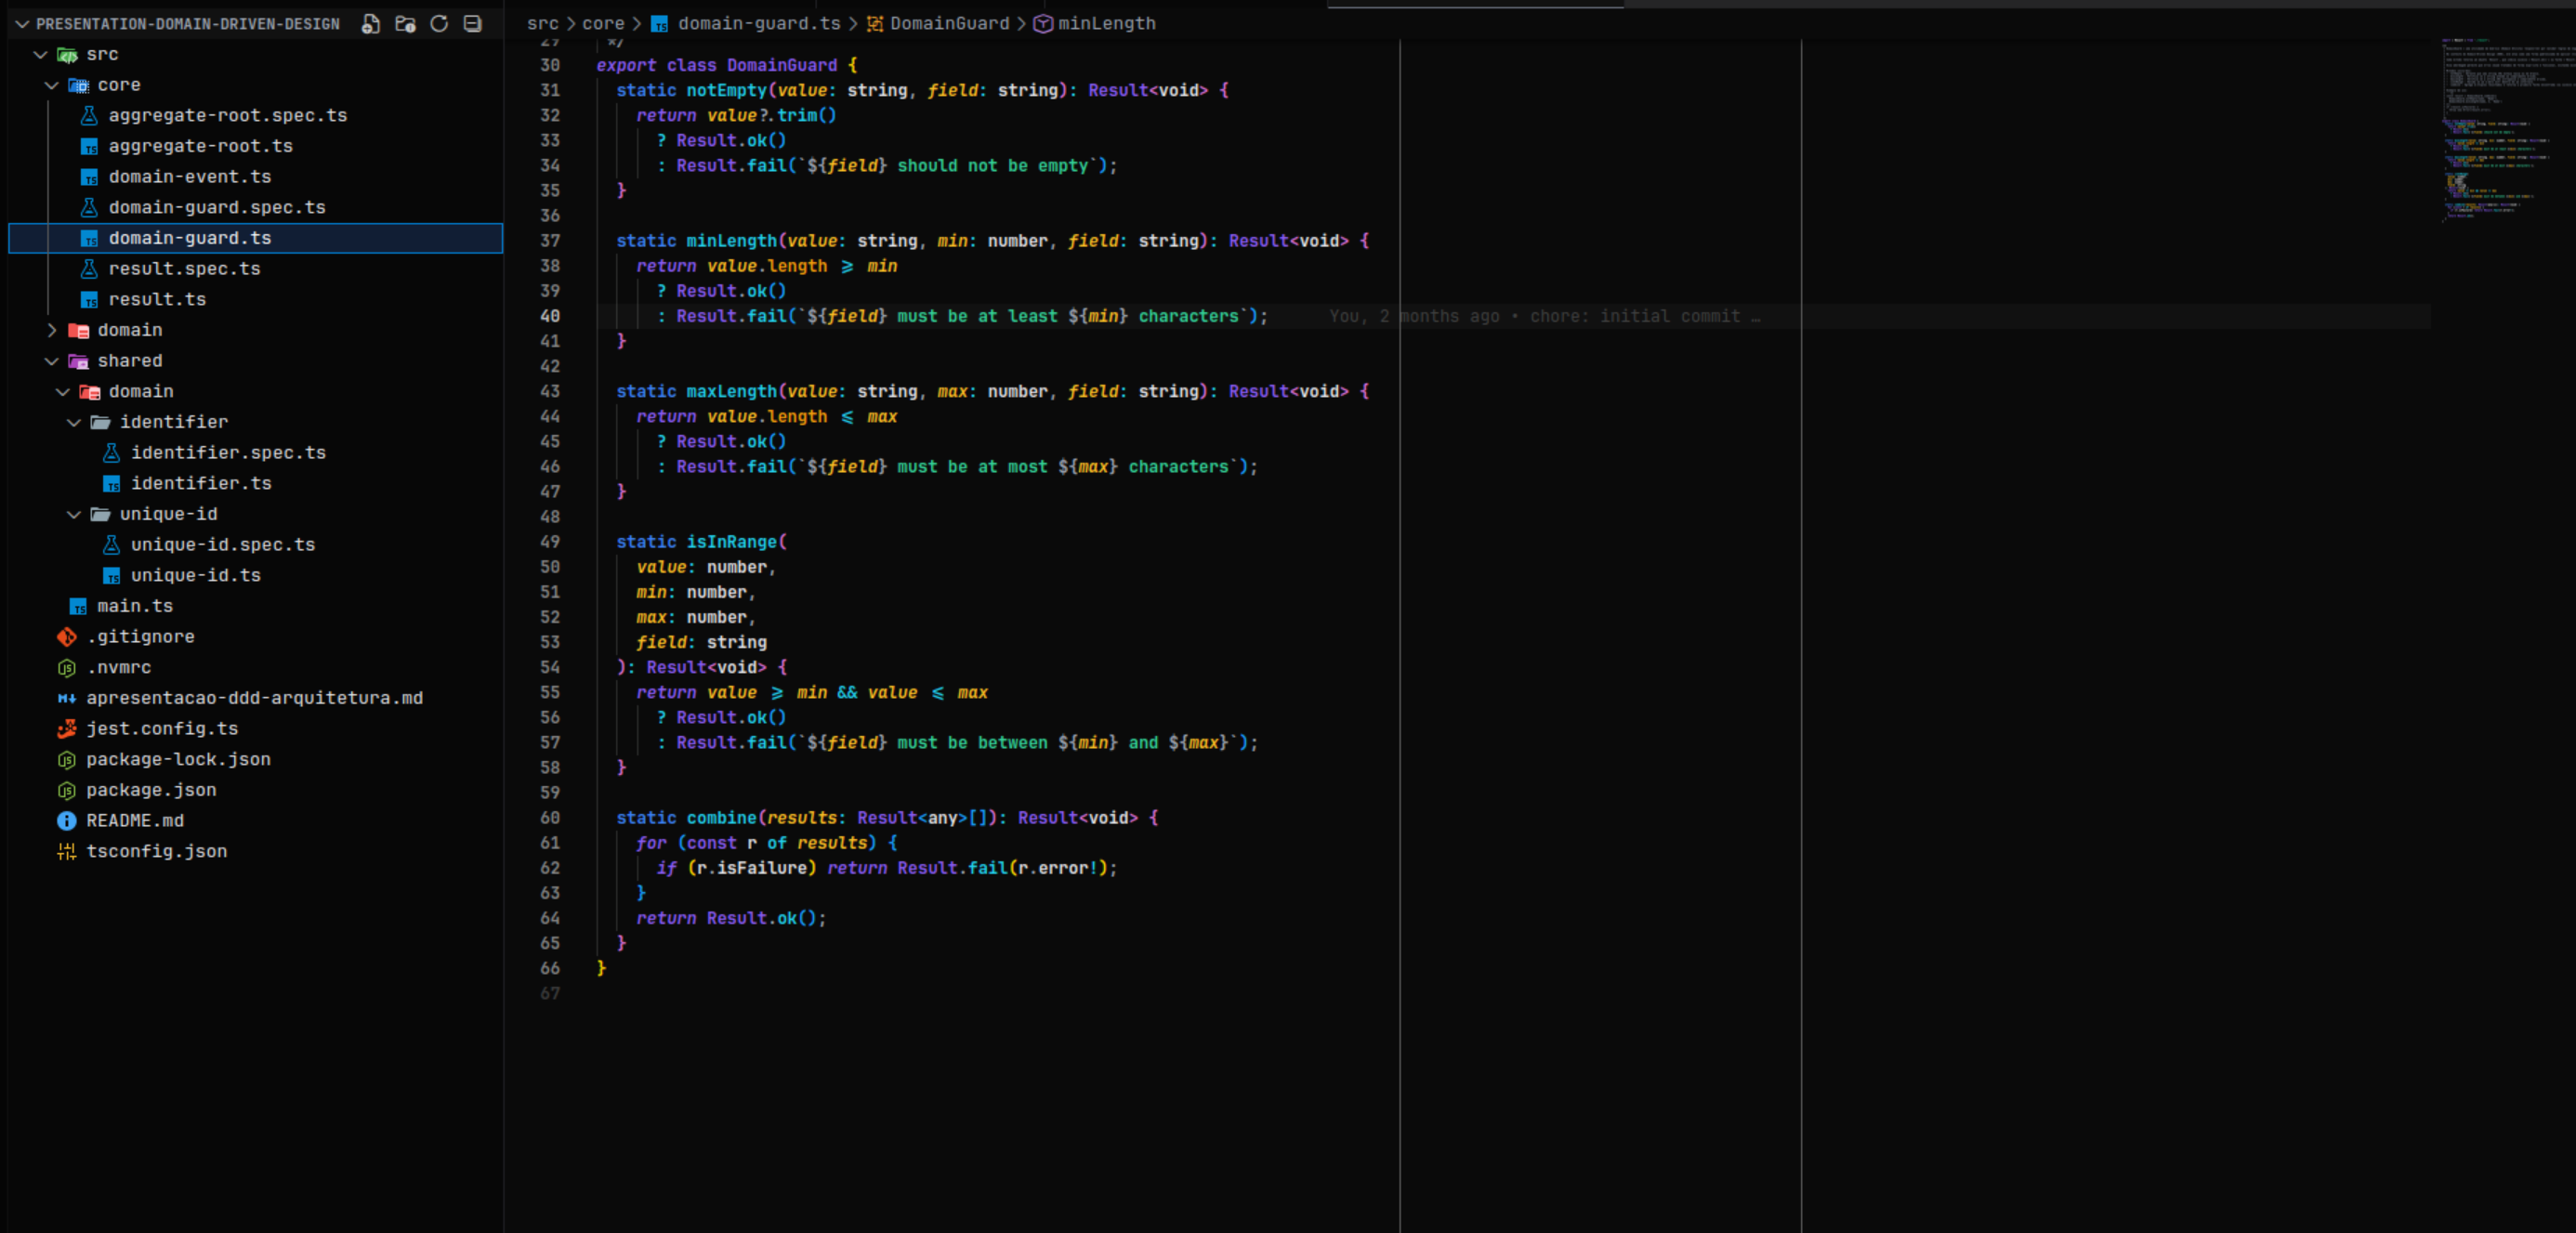 PRESENTATION-DOMAIN-DRIVEN-DESIGN
src
core
aggregate-root.spec.ts
aggregate-root.ts
domain-event.ts
domain-guard.spec.ts
domain-guard.ts
result.spec.ts
result.ts
domain
shared
domain
identifier
identifier.spec.ts
identifier.ts
unique-id
unique-id.spec.ts
unique-id.ts
main.ts
.gitignore
.nvmrc
apresentacao-ddd-arquitetura.md
jest.config.ts
package-lock.json
package.json
README.md
tsconfig.json
src > core > domain-guard.ts > DomainGuard > minLength
29 */
30 export class DomainGuard {
31 static notEmpty(value: string, field: string): Result<void> {
32 return value?.trim()
33 ? Result.ok()
34 : Result.fail(`${field} should not be empty`);
35 }
36
37 static minLength(value: string, min: number, field: string): Result<void> {
38 return value.length ⩾ min
39 ? Result.ok()
40 : Result.fail(`${field} must be at least ${min} characters`); You, 2 months ago • chore: initial commit …
41 }
42
43 static maxLength(value: string, max: number, field: string): Result<void> {
44 return value.length ⩽ max
45 ? Result.ok()
46 : Result.fail(`${field} must be at most ${max} characters`);
47 }
48
49 static isInRange(
50 value: number,
51 min: number,
52 max: number,
53 field: string
54 ): Result<void> {
55 return value ⩾ min && value ⩽ max
56 ? Result.ok()
57 : Result.fail(`${field} must be between ${min} and ${max}`);
58 }
59
60 static combine(results: Result<any>[]): Result<void> {
61 for (const r of results) {
62 if (r.isFailure) return Result.fail(r.error!);
63 }
64 return Result.ok();
65 }
66 }
67